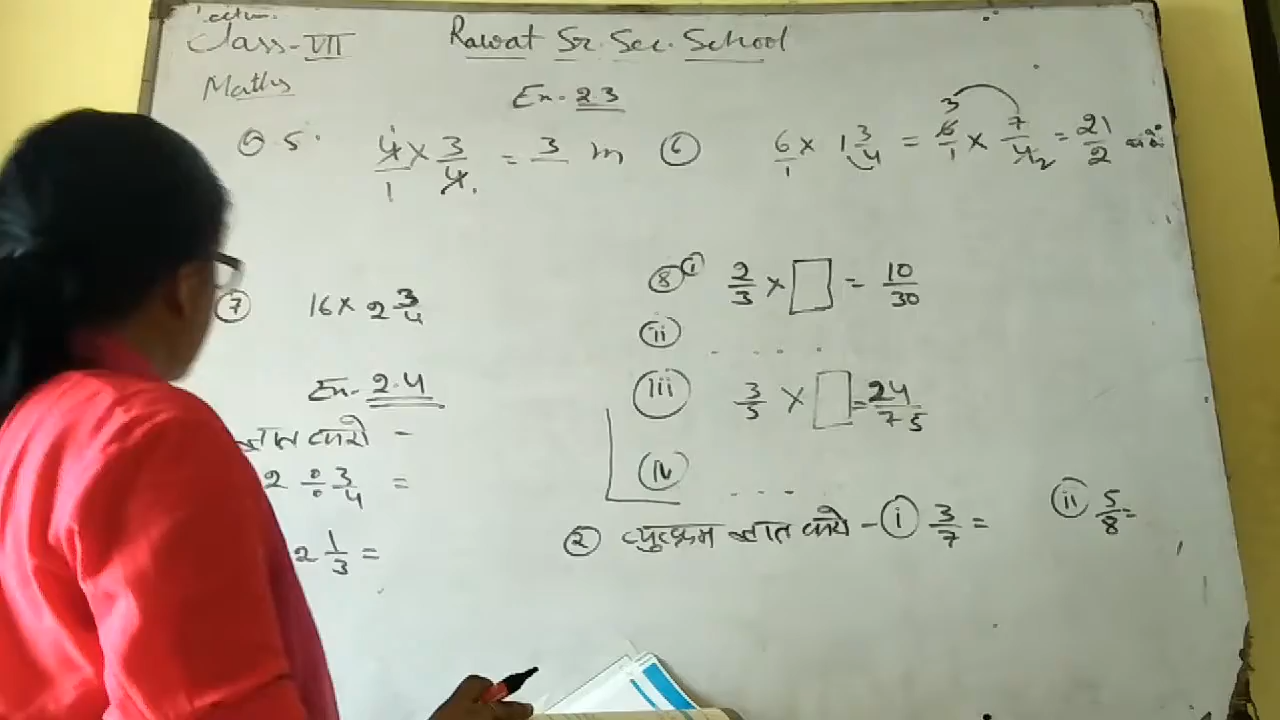 Class-VII Rawat Sr. Sec. School
Maths
Ex- 2.3
Q 5. 4/1 × 3/4 = 3 m
6 6/1 × 1 3/4 = 6/1 × 7/4 = 21/2
3
2
7 16 × 2 3/4
8 i 2/3 × □ = 10/30
ii ....
iii 3/5 × □ = 24/75
iv ...
Ex- 2.4
ज्ञात करो -
2 ÷ 3/4 =
2 1/3 =
2 व्युत्क्रम ज्ञात करो - i 3/7 = ii 5/8 =